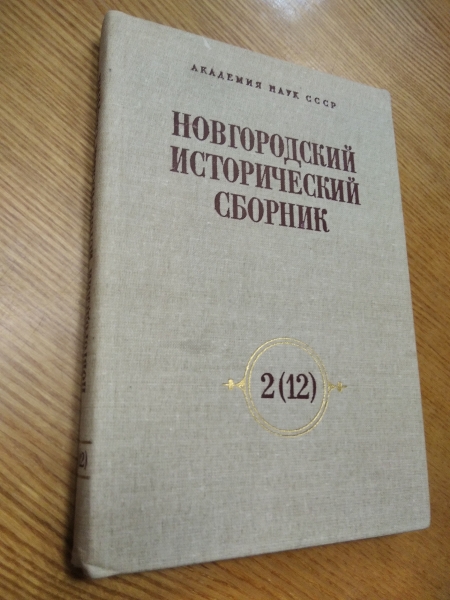 АКАДЕМИЯ НАУК СССР
НОВГОРОДСКИЙ
ИСТОРИЧЕСКИЙ
СБОРНИК
2(12)